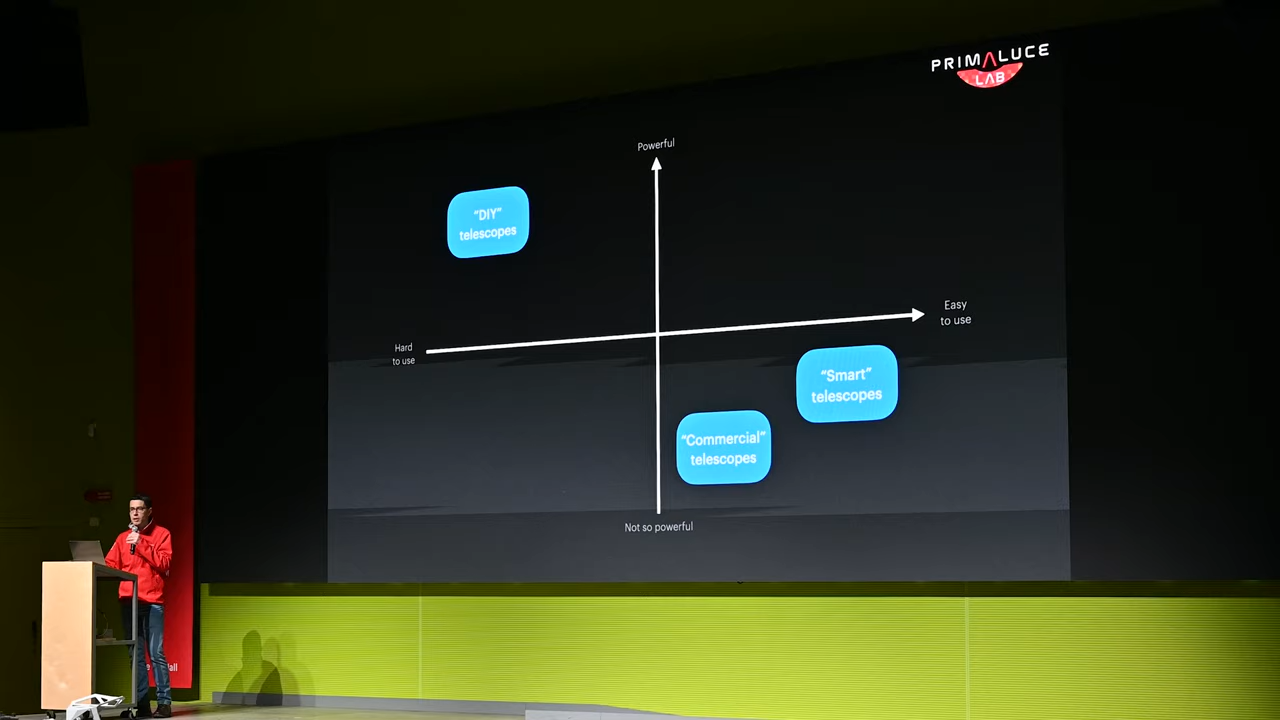 PRIMALUCE
LAB
Powerful
"DIY"
telescopes
Easy
to use
Hard
to use
"Smart"
telescopes
"Commercial"
telescopes
Not so powerful